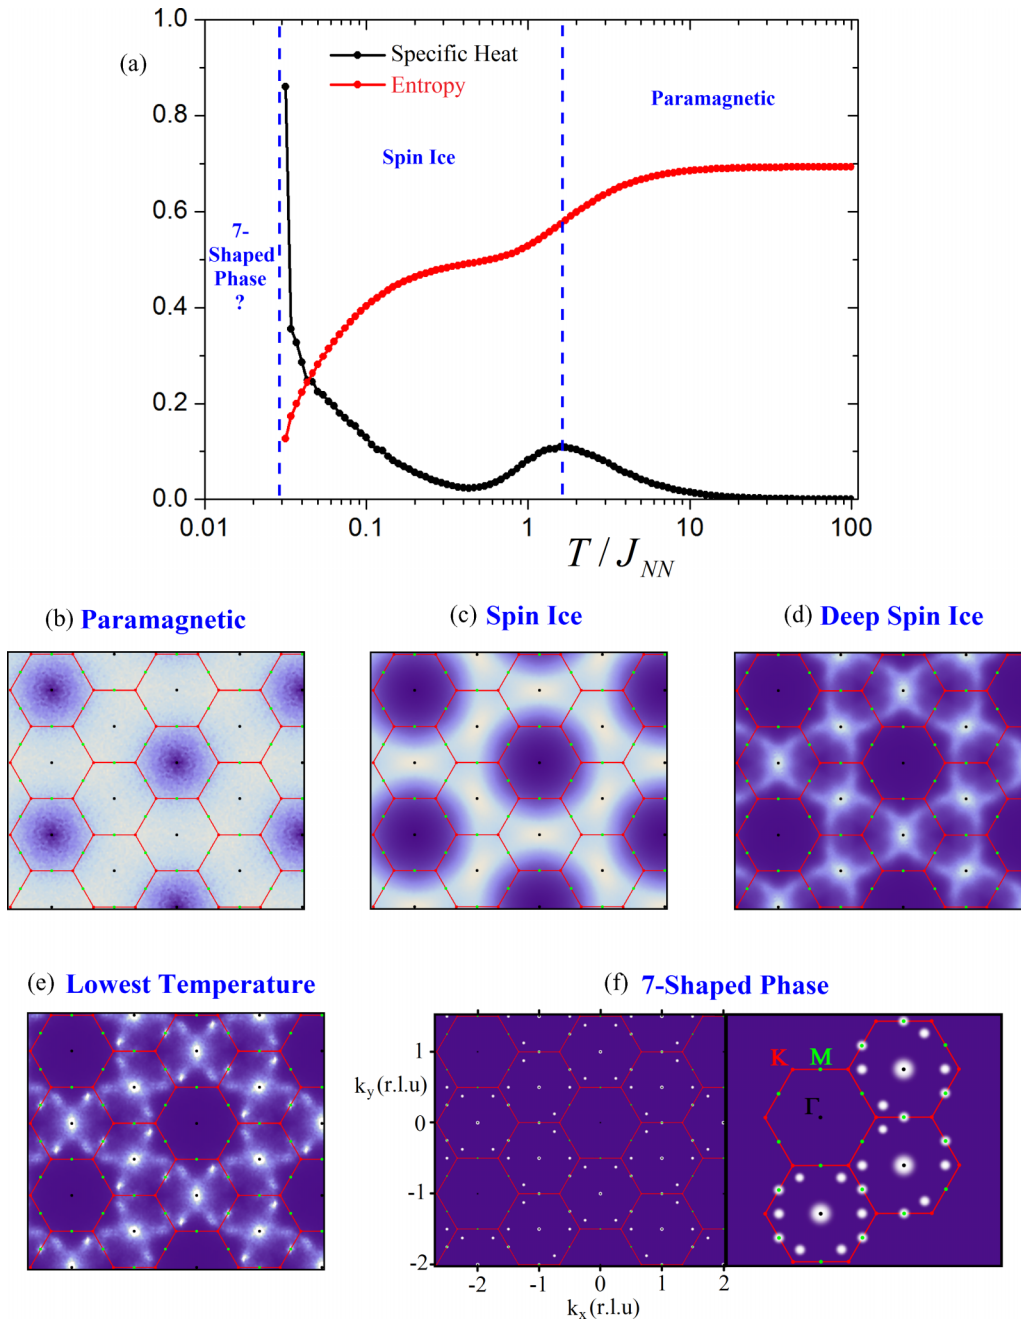 (a)
1.0
0.8
0.6
0.4
0.2
0.0
Specific Heat
Entropy
Paramagnetic
Spin Ice
7-
Shaped
Phase
?
0.01 0.1 1 10 100
T / J_NN
(b) Paramagnetic
(c) Spin Ice
(d) Deep Spin Ice
(e) Lowest Temperature
(f) 7-Shaped Phase
1
k_y(r.l.u)
0
-1
-2
-2 -1 0 1 2
k_x(r.l.u)
K M
Γ